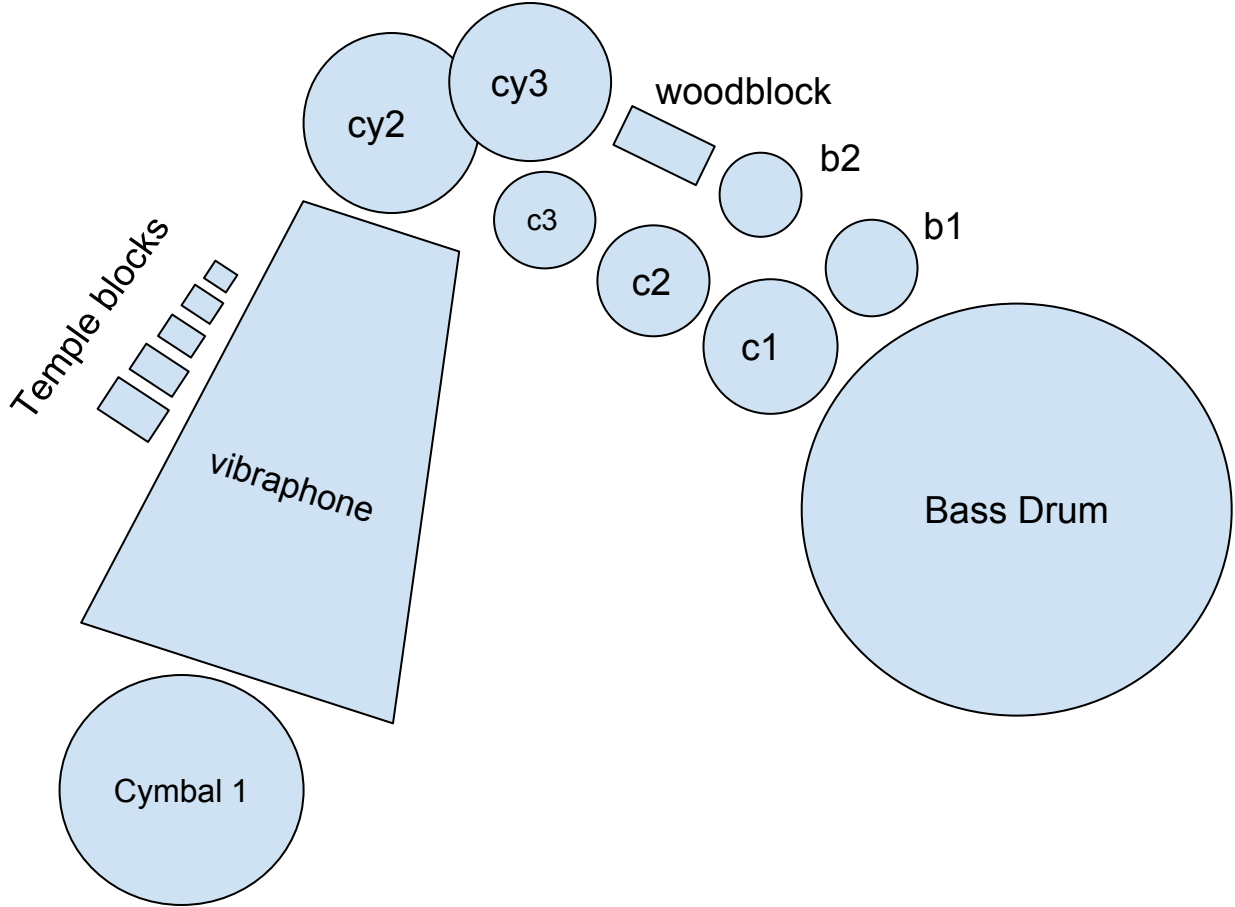 cy3
cy2
woodblock
b2
c3
b1
c2
Temple blocks
c1
vibraphone
Bass Drum
Cymbal 1